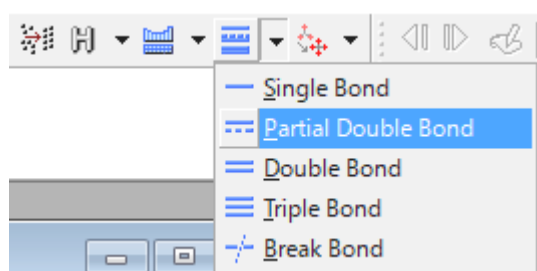 Single Bond
Partial Double Bond
Double Bond
Triple Bond
Break Bond